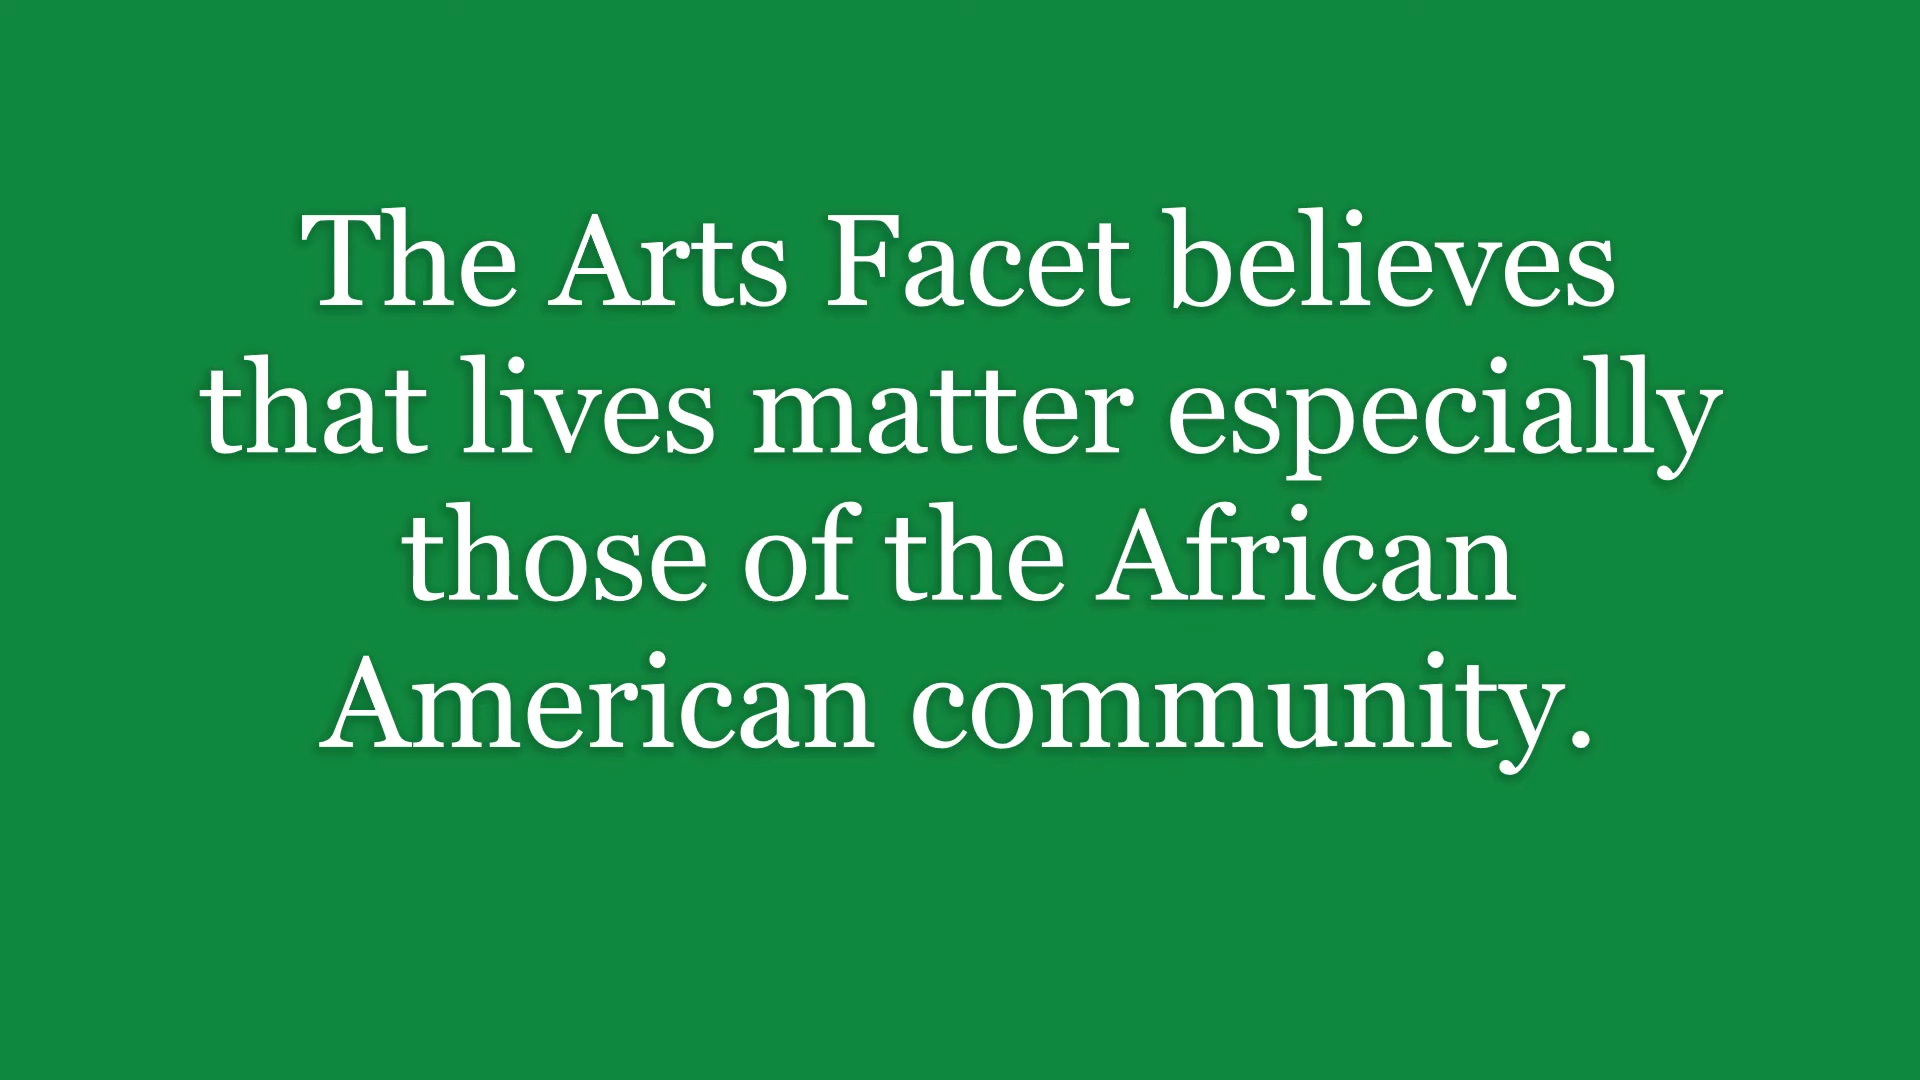 The Arts Facet believes
that lives matter especially
those of the African
American community.